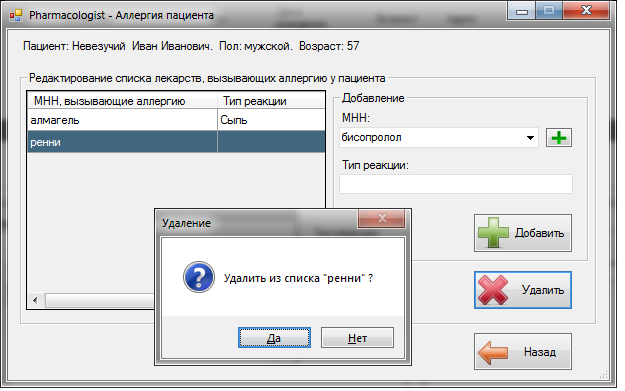 Pharmacologist - Аллергия пациента
Пациент: Невезучий Иван Иванович. Пол: мужской. Возраст: 57
Редактирование списка лекарств, вызывающих аллергию у пациента
МНН, вызывающие аллергию Тип реакции
алмагель Сыпь
ренни
Добавление
МНН:
бисопролол
Тип реакции:
Добавить
Удаление
Удалить из списка "ренни" ?
Да Нет
Удалить
Назад